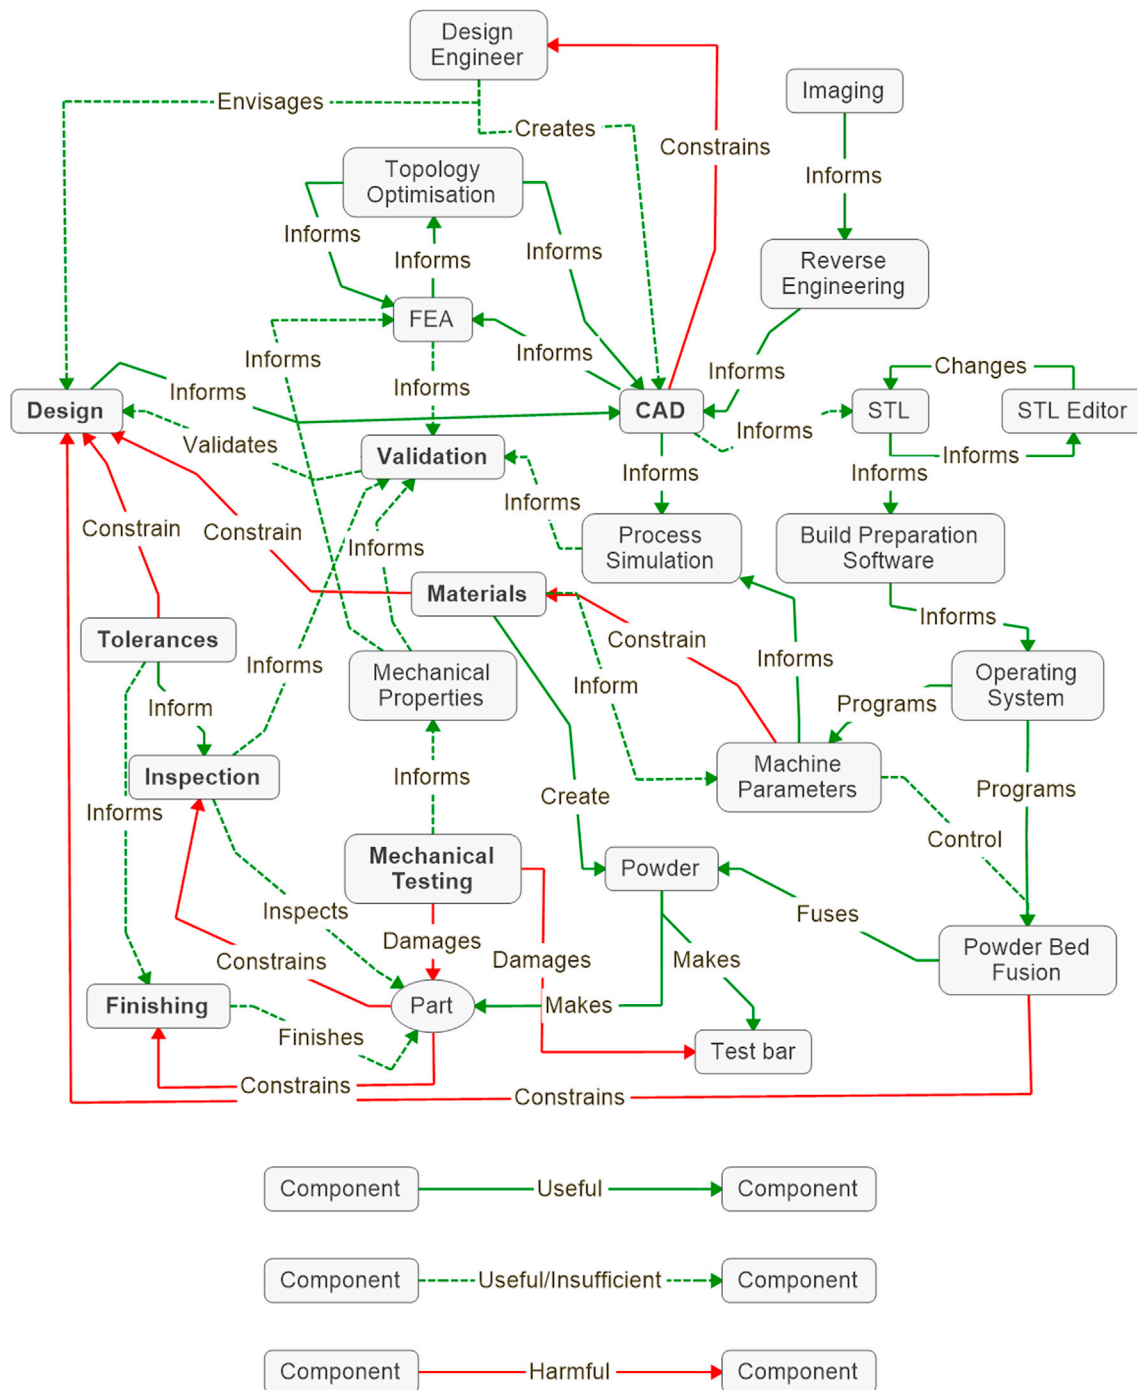 Design
Engineer
Imaging
Envisages
Creates
Constrains
Topology
Optimisation
Informs
Informs
Informs
Informs
Reverse
Engineering
FEA
Informs
Informs
Informs
Informs
Changes
Informs
Design
CAD
STL
STL Editor
Informs
Validates
Validation
Informs
Informs
Informs
Informs
Constrain
Constrain
Informs
Process
Simulation
Build Preparation
Software
Materials
Informs
Tolerances
Constrain
Informs
Informs
Mechanical
Properties
Inform
Operating
System
Inform
Programs
Inspection
Informs
Machine
Parameters
Programs
Informs
Create
Control
Mechanical
Testing
Powder
Inspects
Fuses
Damages
Damages
Makes
Constrains
Powder Bed
Fusion
Finishing
Part
Makes
Finishes
Test bar
Constrains
Constrains
Component
Useful
Component
Component
Useful/Insufficient
Component
Component
Harmful
Component